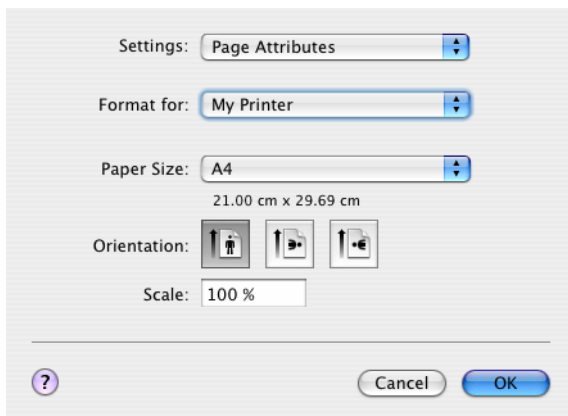 Settings: Page Attributes
Format for: My Printer
Paper Size: A4
21.00 cm x 29.69 cm
Orientation:
Scale: 100 %
? Cancel OK